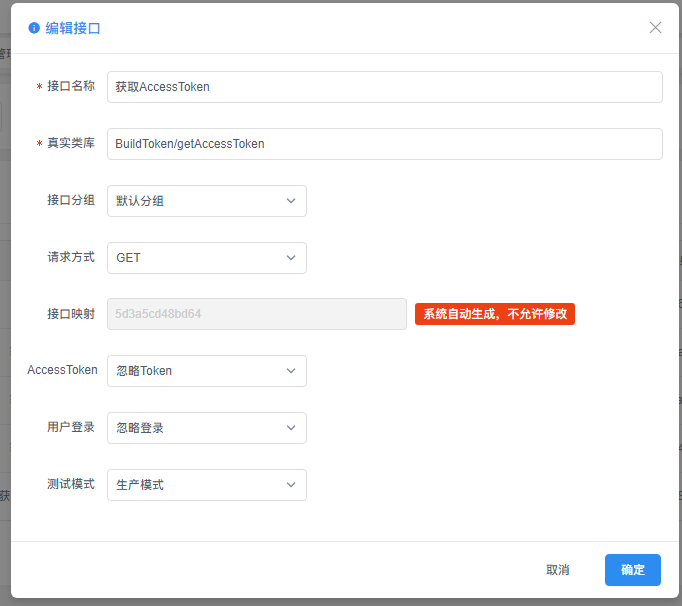 编辑接口
* 接口名称 获取AccessToken
* 真实类库 BuildToken/getAccessToken
接口分组 默认分组
请求方式 GET
接口映射 5d3a5cd48bd64 系统自动生成，不允许修改
AccessToken 忽略Token
用户登录 忽略登录
测试模式 生产模式
取消 确定